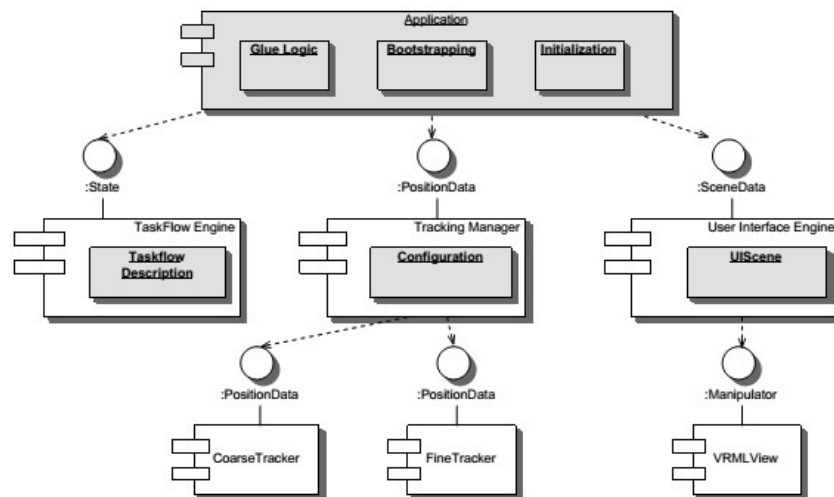 Application
Glue Logic
Bootstrapping
Initialization
:State
:PositionData
:SceneData
TaskFlow Engine
Tracking Manager
User Interface Engine
Taskflow
Description
Configuration
UIScene
:PositionData
:PositionData
:Manipulator
CoarseTracker
FineTracker
VRMLView